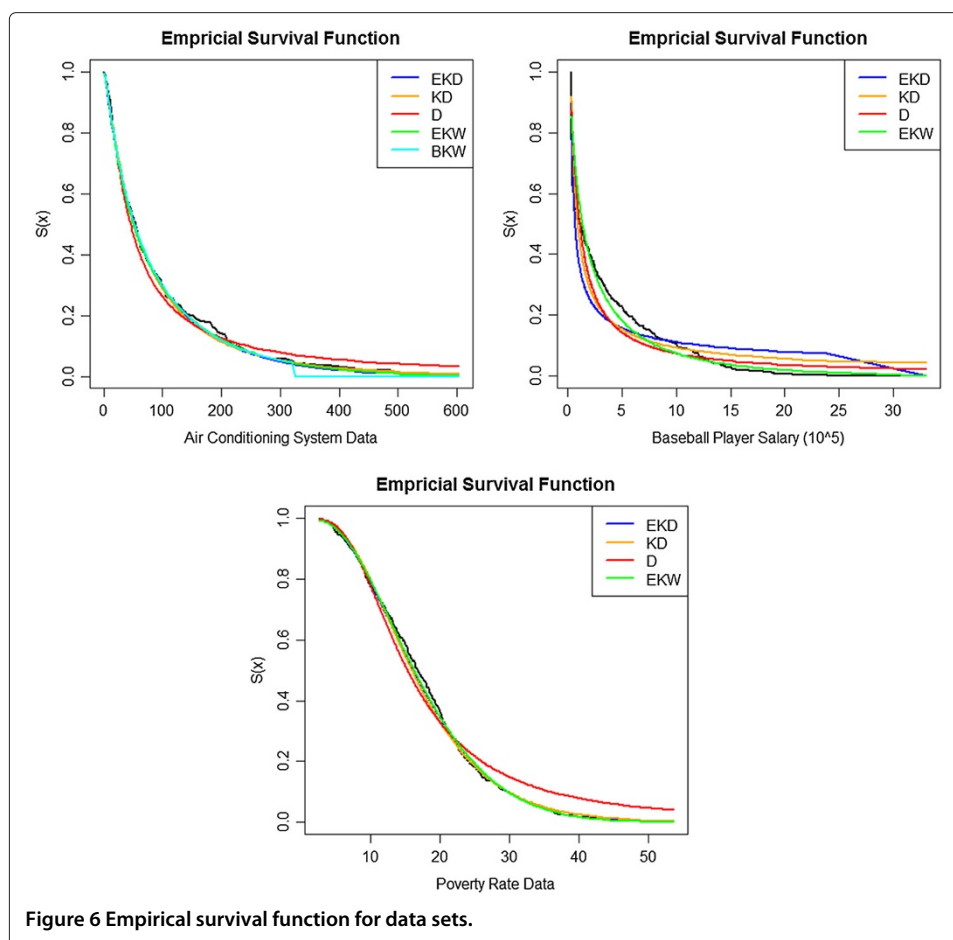 Empricial Survival Function
S(x)
0.0 0.2 0.4 0.6 0.8 1.0
EKD
KD
D
EKW
BKW
0 100 200 300 400 500 600
Air Conditioning System Data
Empricial Survival Function
S(x)
0.0 0.2 0.4 0.6 0.8 1.0
EKD
KD
D
EKW
0 5 10 15 20 25 30
Baseball Player Salary (10^5)
Empricial Survival Function
S(x)
0.0 0.2 0.4 0.6 0.8 1.0
EKD
KD
D
EKW
10 20 30 40 50
Poverty Rate Data
Figure 6 Empirical survival function for data sets.